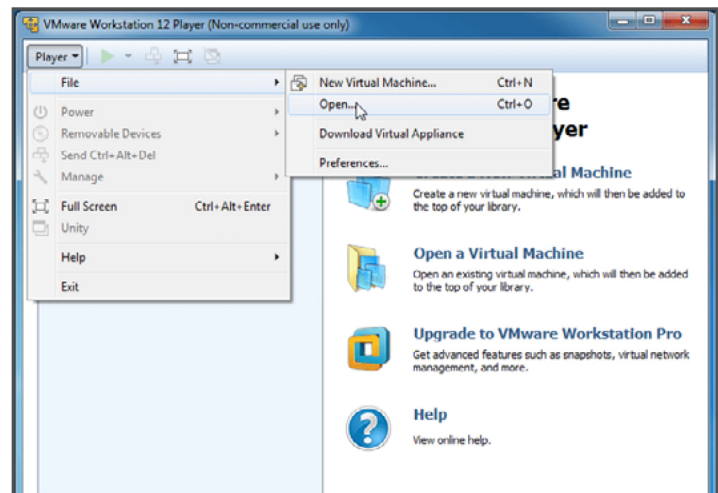 VMware Workstation 12 Player (Non-commercial use only)
Player
File
Power
Removable Devices
Send Ctrl+Alt+Del
Manage
Full Screen Ctrl+Alt+Enter
Unity
Help
Exit
New Virtual Machine... Ctrl+N
Open... Ctrl+O
Download Virtual Appliance
Preferences...
Create a new virtual machine, which will then be added to
the top of your library.
Open a Virtual Machine
Open an existing virtual machine, which will then be added
to the top of your library.
Upgrade to VMware Workstation Pro
Get advanced features such as snapshots, virtual network
management, and more.
Help
View online help.